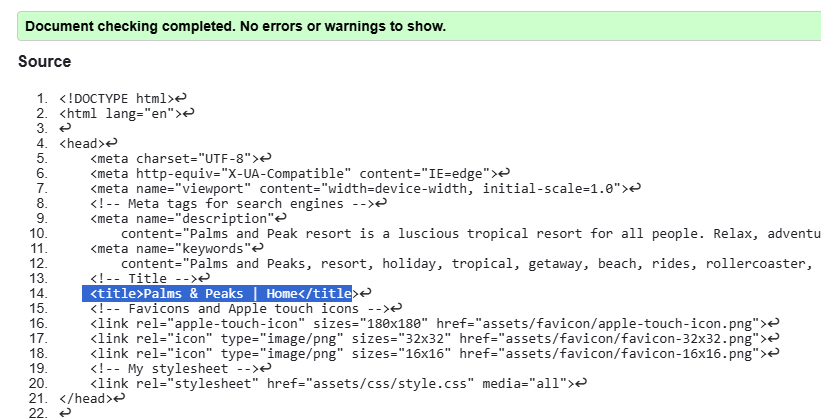 Document checking completed. No errors or warnings to show.
Source
1. <!DOCTYPE html>↩
2. <html lang="en">↩
3. ↩
4. <head>↩
5. <meta charset="UTF-8">↩
6. <meta http-equiv="X-UA-Compatible" content="IE=edge">↩
7. <meta name="viewport" content="width=device-width, initial-scale=1.0">↩
8. <!-- Meta tags for search engines -->↩
9. <meta name="description"↩
10. content="Palms and Peak resort is a luscious tropical resort for all people. Relax, adventu
11. <meta name="keywords"↩
12. content="Palms and Peaks, resort, holiday, tropical, getaway, beach, rides, rollercoaster,
13. <!-- Title -->↩
14. <title>Palms & Peaks | Home</title>↩
15. <!-- Favicons and Apple touch icons -->↩
16. <link rel="apple-touch-icon" sizes="180x180" href="assets/favicon/apple-touch-icon.png">↩
17. <link rel="icon" type="image/png" sizes="32x32" href="assets/favicon/favicon-32x32.png">↩
18. <link rel="icon" type="image/png" sizes="16x16" href="assets/favicon/favicon-16x16.png">↩
19. <!-- My stylesheet -->↩
20. <link rel="stylesheet" href="assets/css/style.css" media="all">↩
21. </head>↩
22. ↩